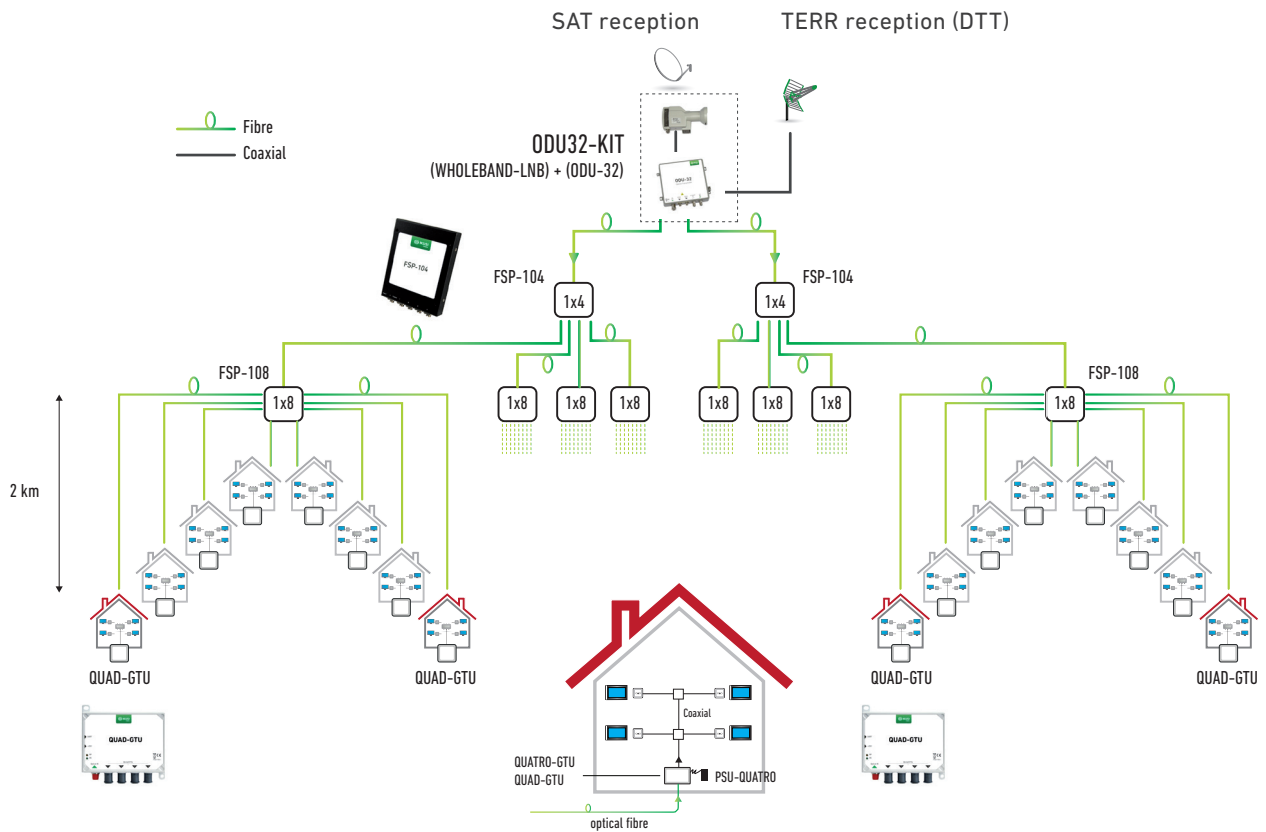 SAT reception
TERR reception (DTT)
Fibre
Coaxial
ODU32-KIT
(WHOLEBAND-LNB) + (ODU-32)
ODU-32
FSP-104
FSP-104
FSP-104
1x4
1x4
FSP-108
FSP-108
1x8
1x8
1x8
1x8
1x8
1x8
1x8
1x8
2 km
QUAD-GTU
QUAD-GTU
QUAD-GTU
QUAD-GTU
QUAD-GTU
QUAD-GTU
Coaxial
QUATRO-GTU
QUAD-GTU
PSU-QUATRO
optical fibre